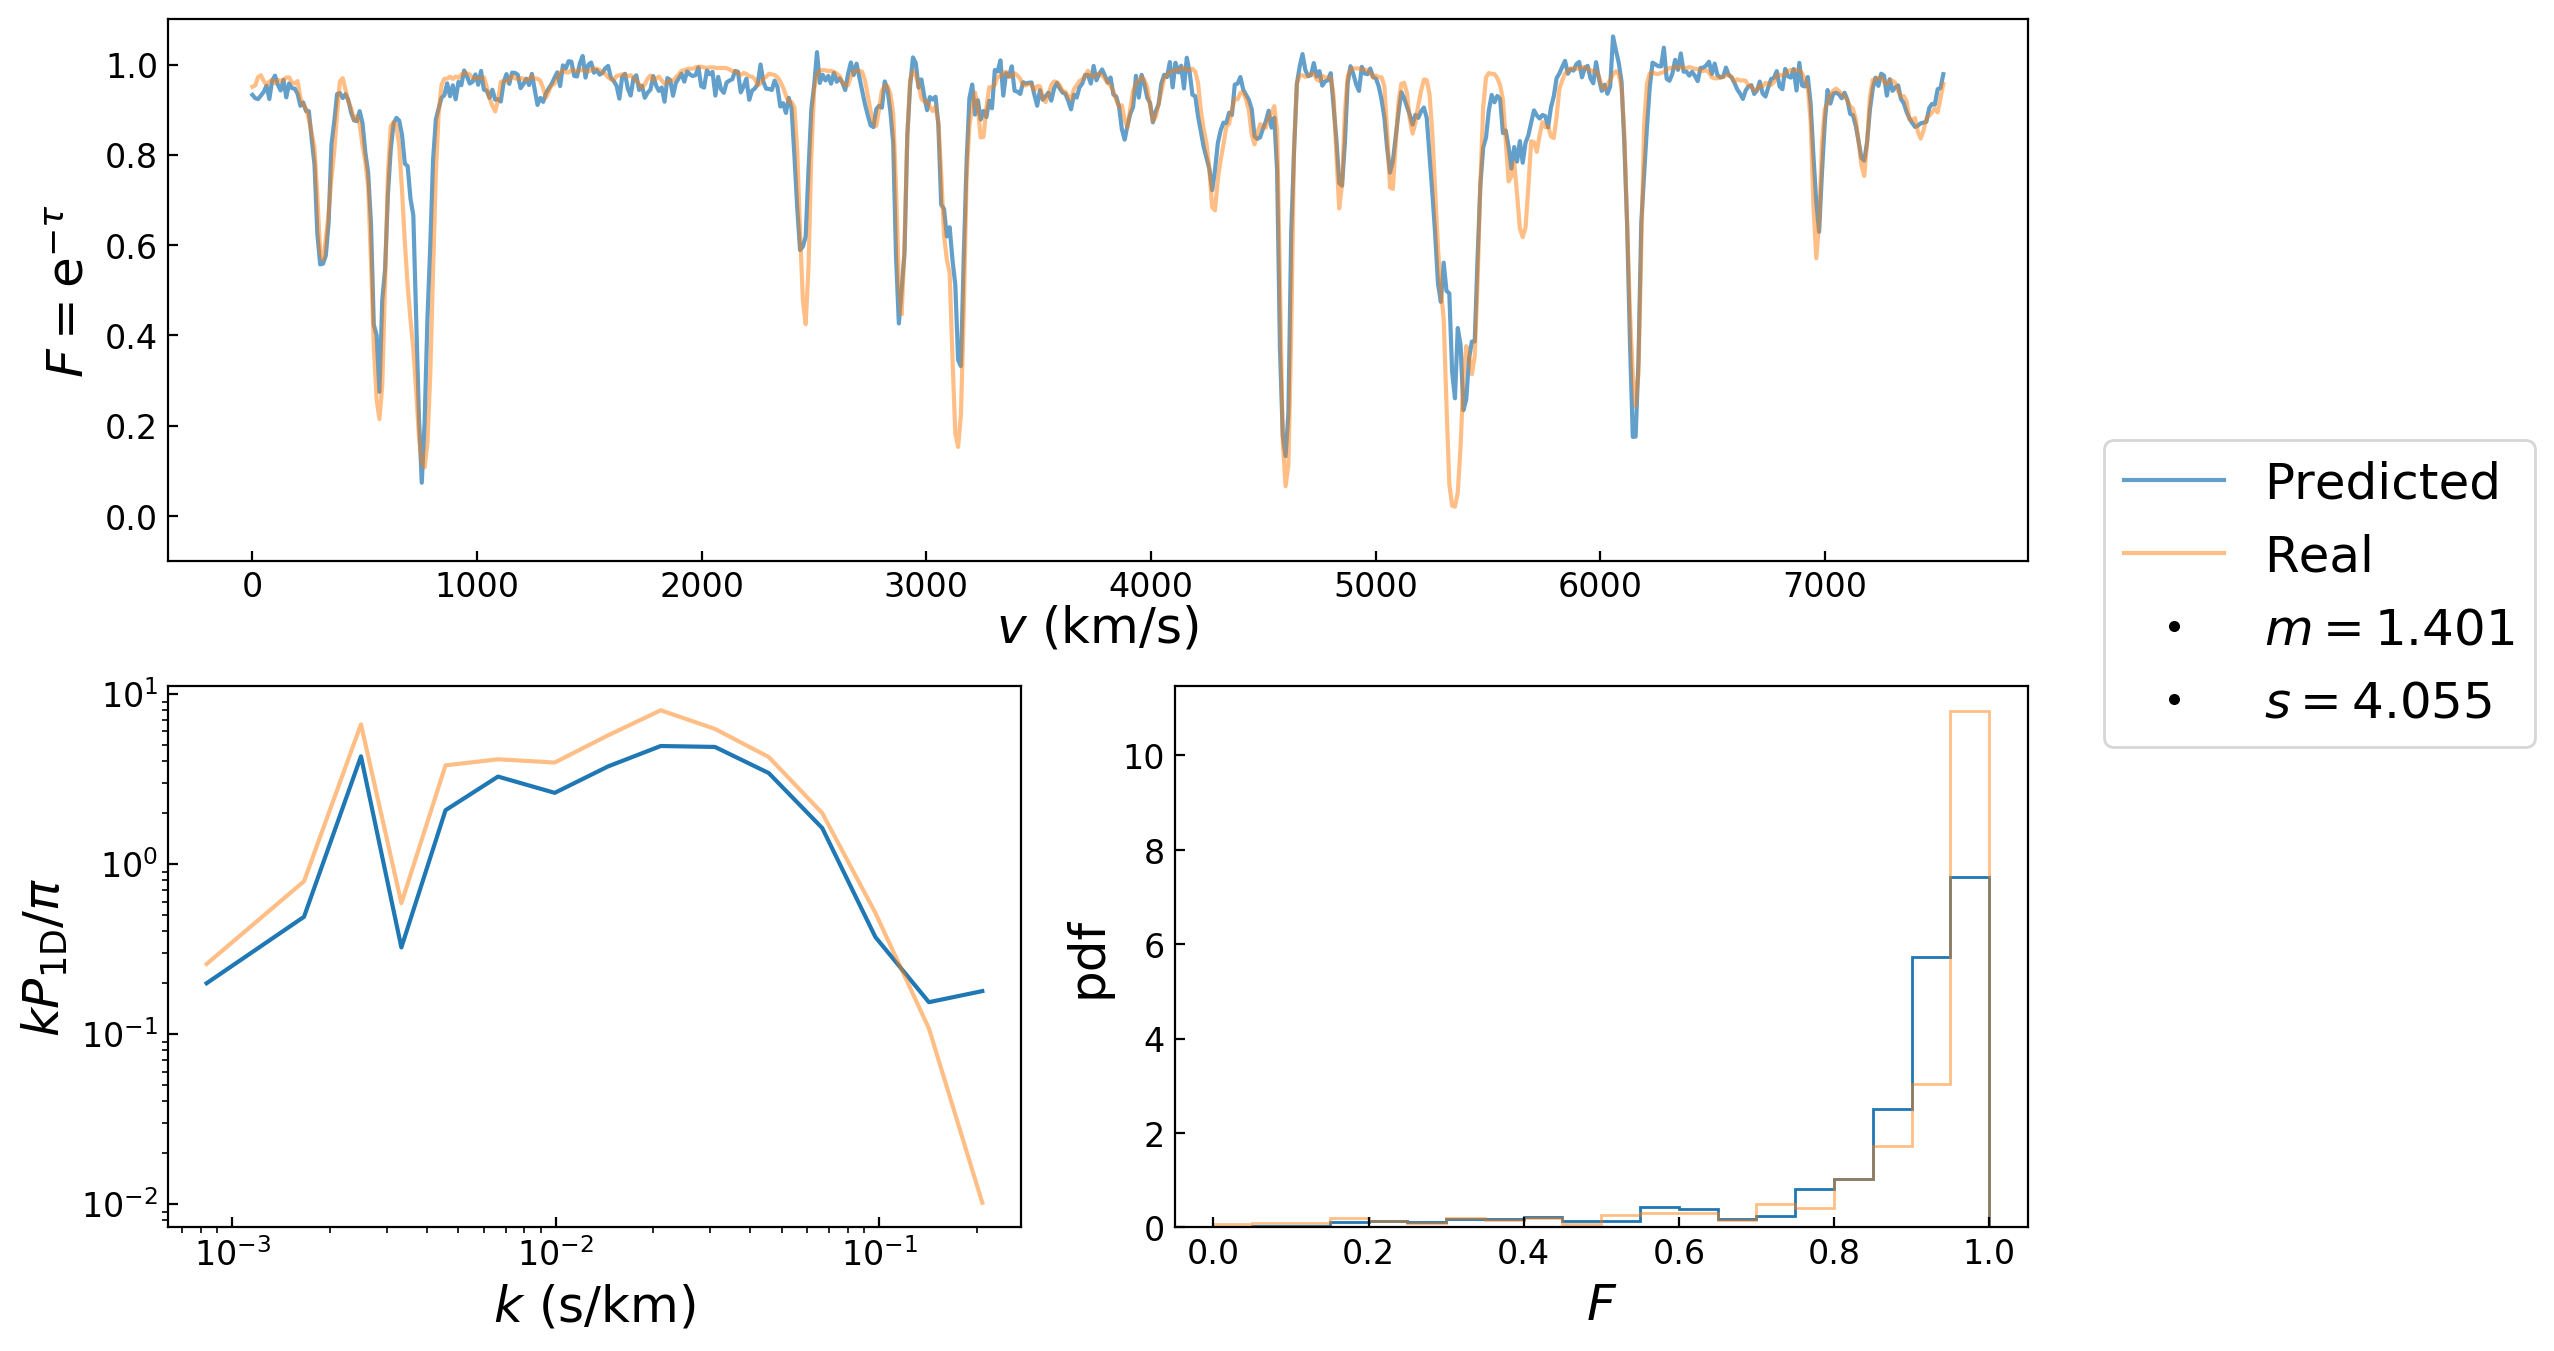 F = e^{−τ}
1.0
0.8
0.6
0.4
0.2
0.0
0 1000 2000 3000 4000 5000 6000 7000
v (km/s)
Predicted
Real
m = 1.401
s = 4.055
kP_{1D}/π
10^1
10^0
10^{−1}
10^{−2}
10^{−3} 10^{−2} 10^{−1}
k (s/km)
pdf
10
8
6
4
2
0
0.0 0.2 0.4 0.6 0.8 1.0
F